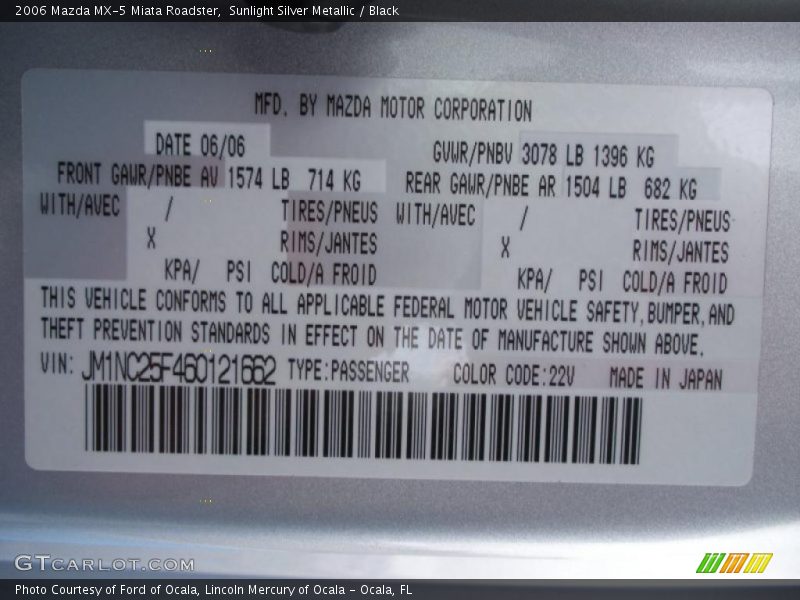 2006 Mazda MX-5 Miata Roadster,  Sunlight Silver Metallic / Black
MFD. BY MAZDA MOTOR CORPORATION
DATE 06/06 GVWR/PNBV 3078 LB 1396 KG
FRONT GAWR/PNBE AV 1574 LB 714 KG REAR GAWR/PNBE AR 1504 LB 682 KG
WITH/AVEC / TIRES/PNEUS WITH/AVEC / TIRES/PNEUS
X RIMS/JANTES X RIMS/JANTES
KPA/ PSI COLD/A FROID KPA/ PSI COLD/A FROID
THIS VEHICLE CONFORMS TO ALL APPLICABLE FEDERAL MOTOR VEHICLE SAFETY, BUMPER, AND
THEFT PREVENTION STANDARDS IN EFFECT ON THE DATE OF MANUFACTURE SHOWN ABOVE.
VIN: JM1NC25F460121662 TYPE:PASSENGER COLOR CODE:22V MADE IN JAPAN
GTCARLOT.COM
Photo Courtesy of Ford of Ocala, Lincoln Mercury of Ocala - Ocala, FL